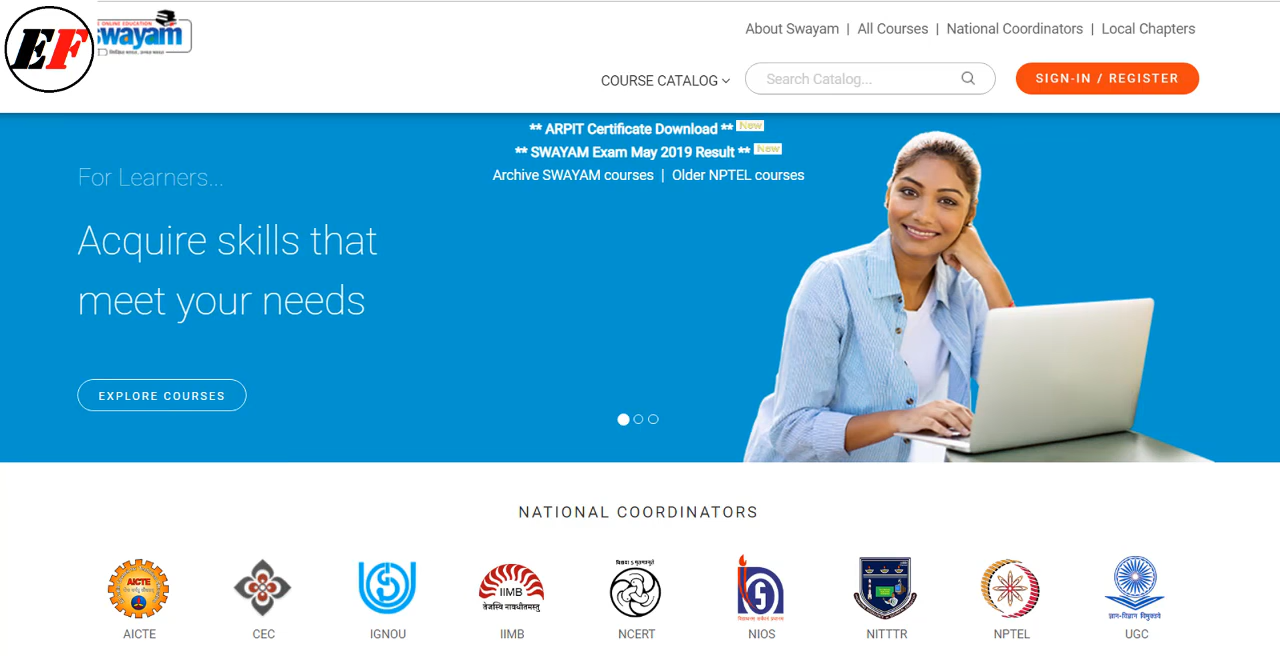 EF
ONLINE EDUCATION
swayam
About Swayam | All Courses | National Coordinators | Local Chapters
COURSE CATALOG
Search Catalog...
SIGN-IN / REGISTER
** ARPIT Certificate Download ** New
** SWAYAM Exam May 2019 Result ** New
Archive SWAYAM courses | Older NPTEL courses
For Learners...
Acquire skills that
meet your needs
EXPLORE COURSES
NATIONAL COORDINATORS
AICTE
IIMB
तेजस्वि नावधीतमस्तु
ज्ञान-विज्ञान विमुक्तये
AICTE CEC IGNOU IIMB NCERT NIOS NITTTR NPTEL UGC